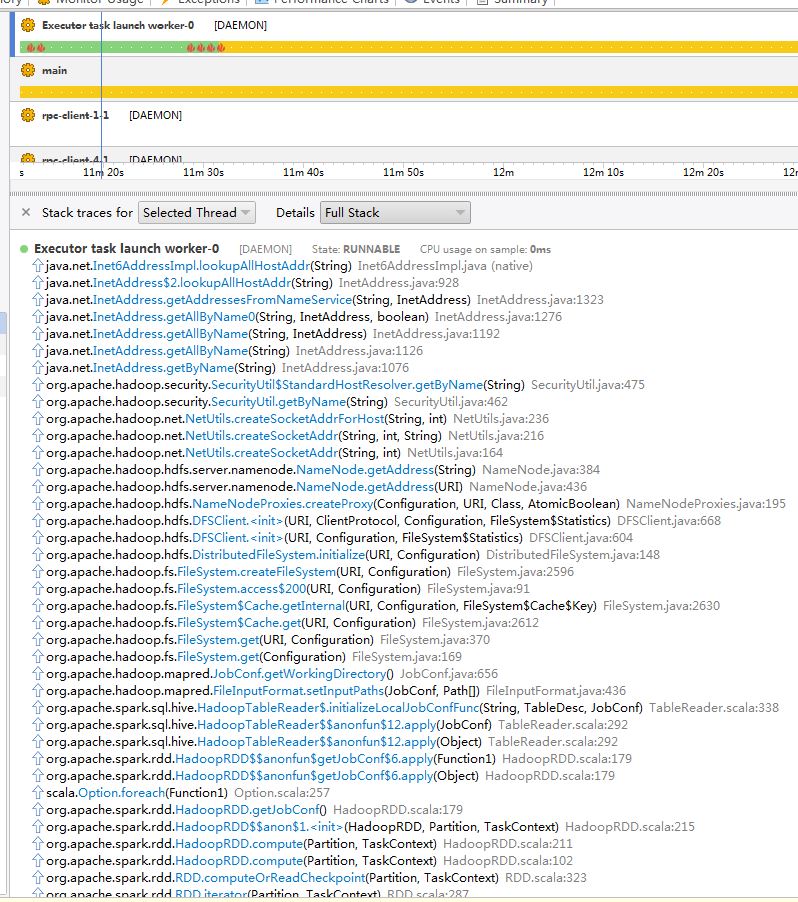 ory Monitor Usage Exceptions Performance Charts Events Summary
Executor task launch worker-0 [DAEMON]
main
rpc-client-1-1 [DAEMON]
rpc-client-4-1 [DAEMON]
s 11m 20s 11m 30s 11m 40s 11m 50s 12m 12m 10s 12m 20s 12m
Stack traces for Selected Thread Details Full Stack
Executor task launch worker-0 [DAEMON] State: RUNNABLE CPU usage on sample: 0ms
java.net.Inet6AddressImpl.lookupAllHostAddr(String) Inet6AddressImpl.java (native)
java.net.InetAddress$2.lookupAllHostAddr(String) InetAddress.java:928
java.net.InetAddress.getAddressesFromNameService(String, InetAddress) InetAddress.java:1323
java.net.InetAddress.getAllByName0(String, InetAddress, boolean) InetAddress.java:1276
java.net.InetAddress.getAllByName(String, InetAddress) InetAddress.java:1192
java.net.InetAddress.getAllByName(String) InetAddress.java:1126
java.net.InetAddress.getByName(String) InetAddress.java:1076
org.apache.hadoop.security.SecurityUtil$StandardHostResolver.getByName(String) SecurityUtil.java:475
org.apache.hadoop.security.SecurityUtil.getByName(String) SecurityUtil.java:462
org.apache.hadoop.net.NetUtils.createSocketAddrForHost(String, int) NetUtils.java:236
org.apache.hadoop.net.NetUtils.createSocketAddr(String, int, String) NetUtils.java:216
org.apache.hadoop.net.NetUtils.createSocketAddr(String, int) NetUtils.java:164
org.apache.hadoop.hdfs.server.namenode.NameNode.getAddress(String) NameNode.java:384
org.apache.hadoop.hdfs.server.namenode.NameNode.getAddress(URI) NameNode.java:436
org.apache.hadoop.hdfs.NameNodeProxies.createProxy(Configuration, URI, Class, AtomicBoolean) NameNodeProxies.java:195
org.apache.hadoop.hdfs.DFSClient.<init>(URI, ClientProtocol, Configuration, FileSystem$Statistics) DFSClient.java:668
org.apache.hadoop.hdfs.DFSClient.<init>(URI, Configuration, FileSystem$Statistics) DFSClient.java:604
org.apache.hadoop.hdfs.DistributedFileSystem.initialize(URI, Configuration) DistributedFileSystem.java:148
org.apache.hadoop.fs.FileSystem.createFileSystem(URI, Configuration) FileSystem.java:2596
org.apache.hadoop.fs.FileSystem.access$200(URI, Configuration) FileSystem.java:91
org.apache.hadoop.fs.FileSystem$Cache.getInternal(URI, Configuration, FileSystem$Cache$Key) FileSystem.java:2630
org.apache.hadoop.fs.FileSystem$Cache.get(URI, Configuration) FileSystem.java:2612
org.apache.hadoop.fs.FileSystem.get(URI, Configuration) FileSystem.java:370
org.apache.hadoop.fs.FileSystem.get(Configuration) FileSystem.java:169
org.apache.hadoop.mapred.JobConf.getWorkingDirectory() JobConf.java:656
org.apache.hadoop.mapred.FileInputFormat.setInputPaths(JobConf, Path[]) FileInputFormat.java:436
org.apache.spark.sql.hive.HadoopTableReader$.initializeLocalJobConfFunc(String, TableDesc, JobConf) TableReader.scala:338
org.apache.spark.sql.hive.HadoopTableReader$$anonfun$12.apply(JobConf) TableReader.scala:292
org.apache.spark.sql.hive.HadoopTableReader$$anonfun$12.apply(Object) TableReader.scala:292
org.apache.spark.rdd.HadoopRDD$$anonfun$getJobConf$6.apply(Function1) HadoopRDD.scala:179
org.apache.spark.rdd.HadoopRDD$$anonfun$getJobConf$6.apply(Object) HadoopRDD.scala:179
scala.Option.foreach(Function1) Option.scala:257
org.apache.spark.rdd.HadoopRDD.getJobConf() HadoopRDD.scala:179
org.apache.spark.rdd.HadoopRDD$$anon$1.<init>(HadoopRDD, Partition, TaskContext) HadoopRDD.scala:215
org.apache.spark.rdd.HadoopRDD.compute(Partition, TaskContext) HadoopRDD.scala:211
org.apache.spark.rdd.HadoopRDD.compute(Partition, TaskContext) HadoopRDD.scala:102
org.apache.spark.rdd.RDD.computeOrReadCheckpoint(Partition, TaskContext) RDD.scala:323
org.apache.spark.rdd.RDD.iterator(Partition, TaskContext) RDD.scala:287